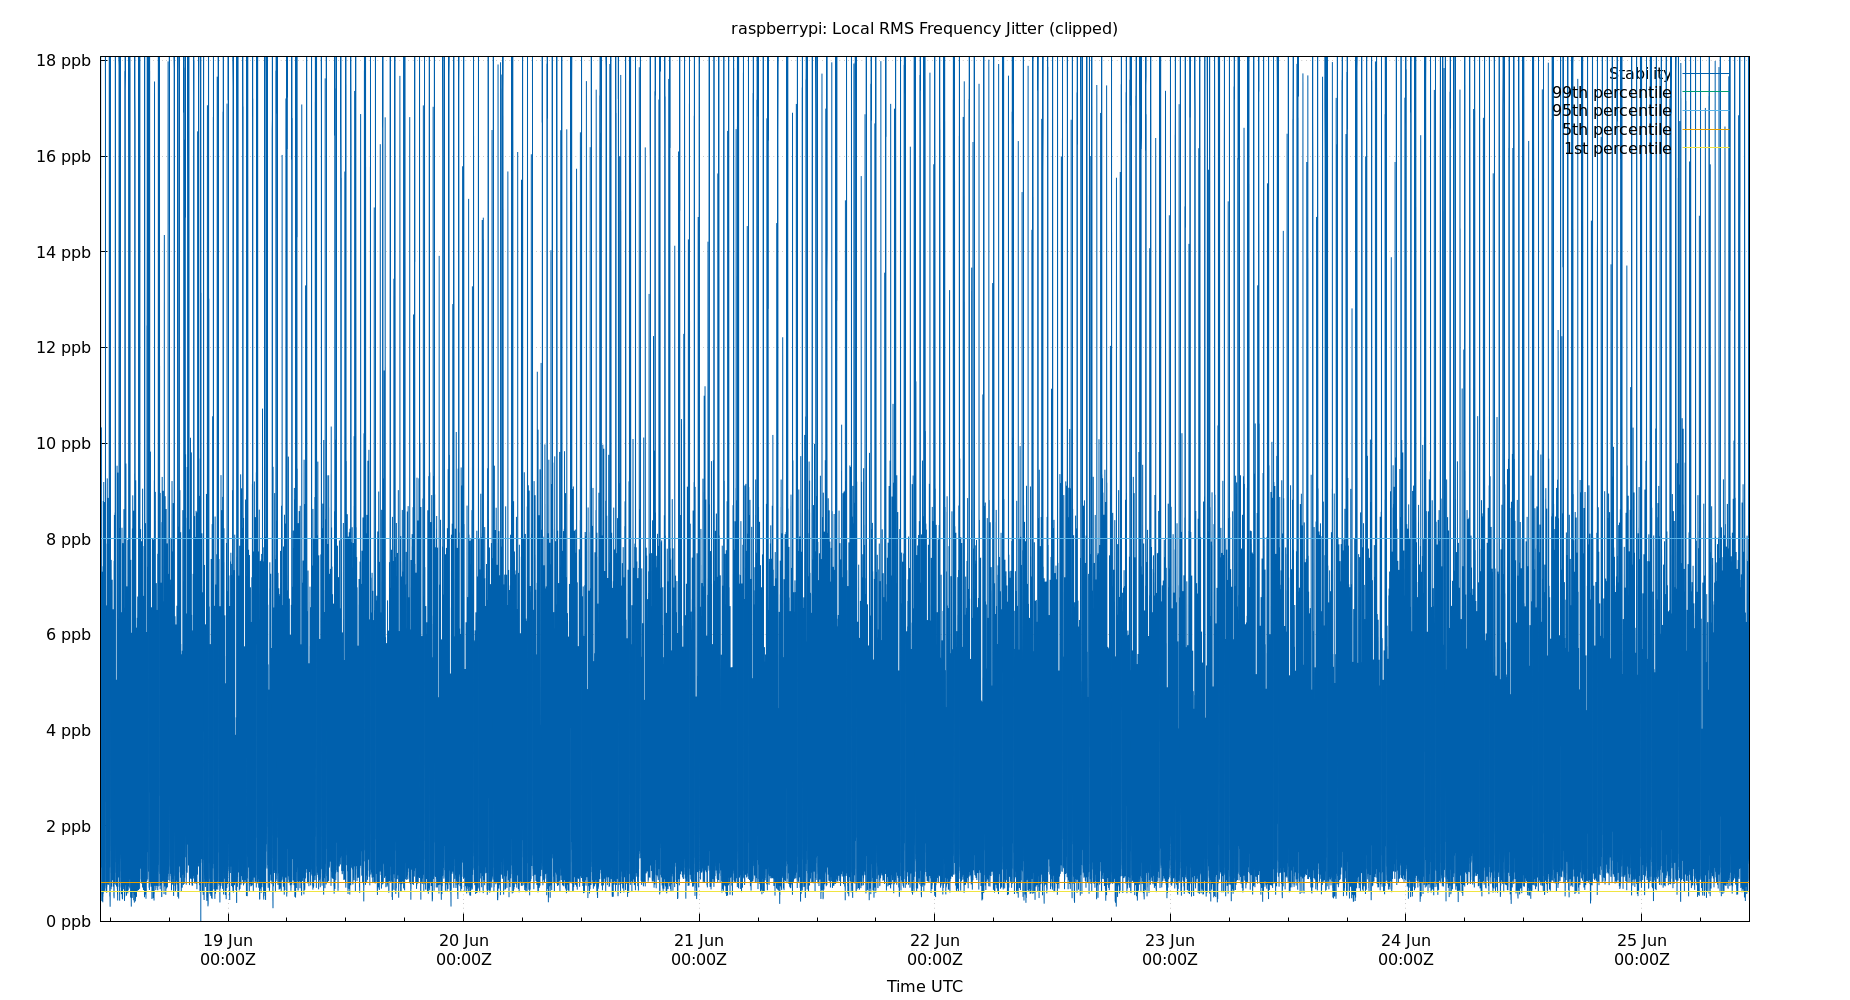 raspberrypi: Local RMS Frequency Jitter (clipped)
18 ppb
16 ppb
14 ppb
12 ppb
10 ppb
8 ppb
6 ppb
4 ppb
2 ppb
0 ppb
Stability
99th percentile
95th percentile
5th percentile
1st percentile
19 Jun 20 Jun 21 Jun 22 Jun 23 Jun 24 Jun 25 Jun
00:00Z 00:00Z 00:00Z 00:00Z 00:00Z 00:00Z 00:00Z
Time UTC